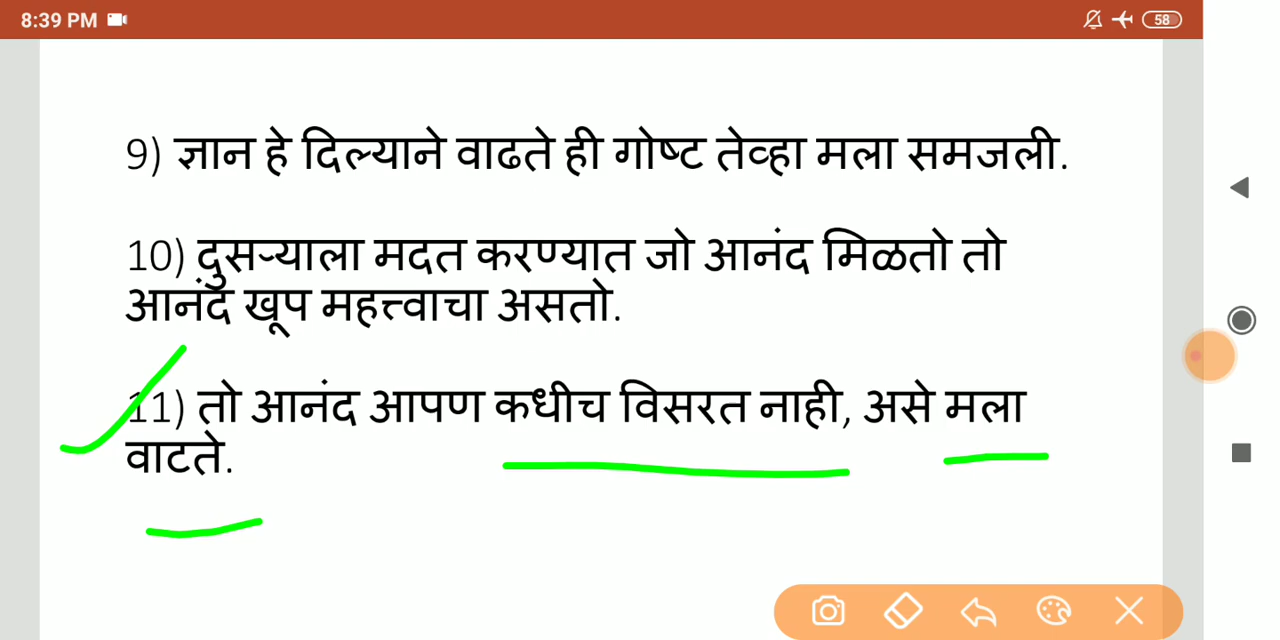 8:39 PM
58
9) ज्ञान हे दिल्याने वाढते ही गोष्ट तेव्हा मला समजली.
10) दुसऱ्याला मदत करण्यात जो आनंद मिळतो तो
आनंद खूप महत्त्वाचा असतो.
11) तो आनंद आपण कधीच विसरत नाही, असे मला
वाटते.